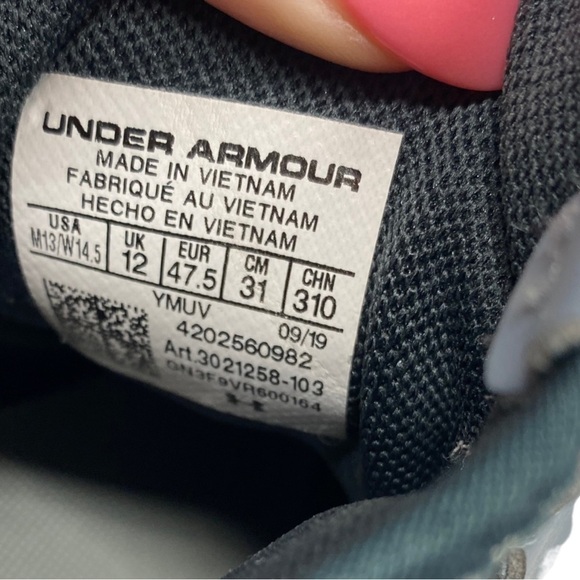 UNDER ARMOUR
MADE IN VIETNAM
FABRIQUÉ AU VIETNAM
HECHO EN VIETNAM
USA UK EUR CM CHN
M13/W14.5 12 47.5 31 310
YMUV 09/19
4202560982
Art.3021258-103
GN3F9VR600164